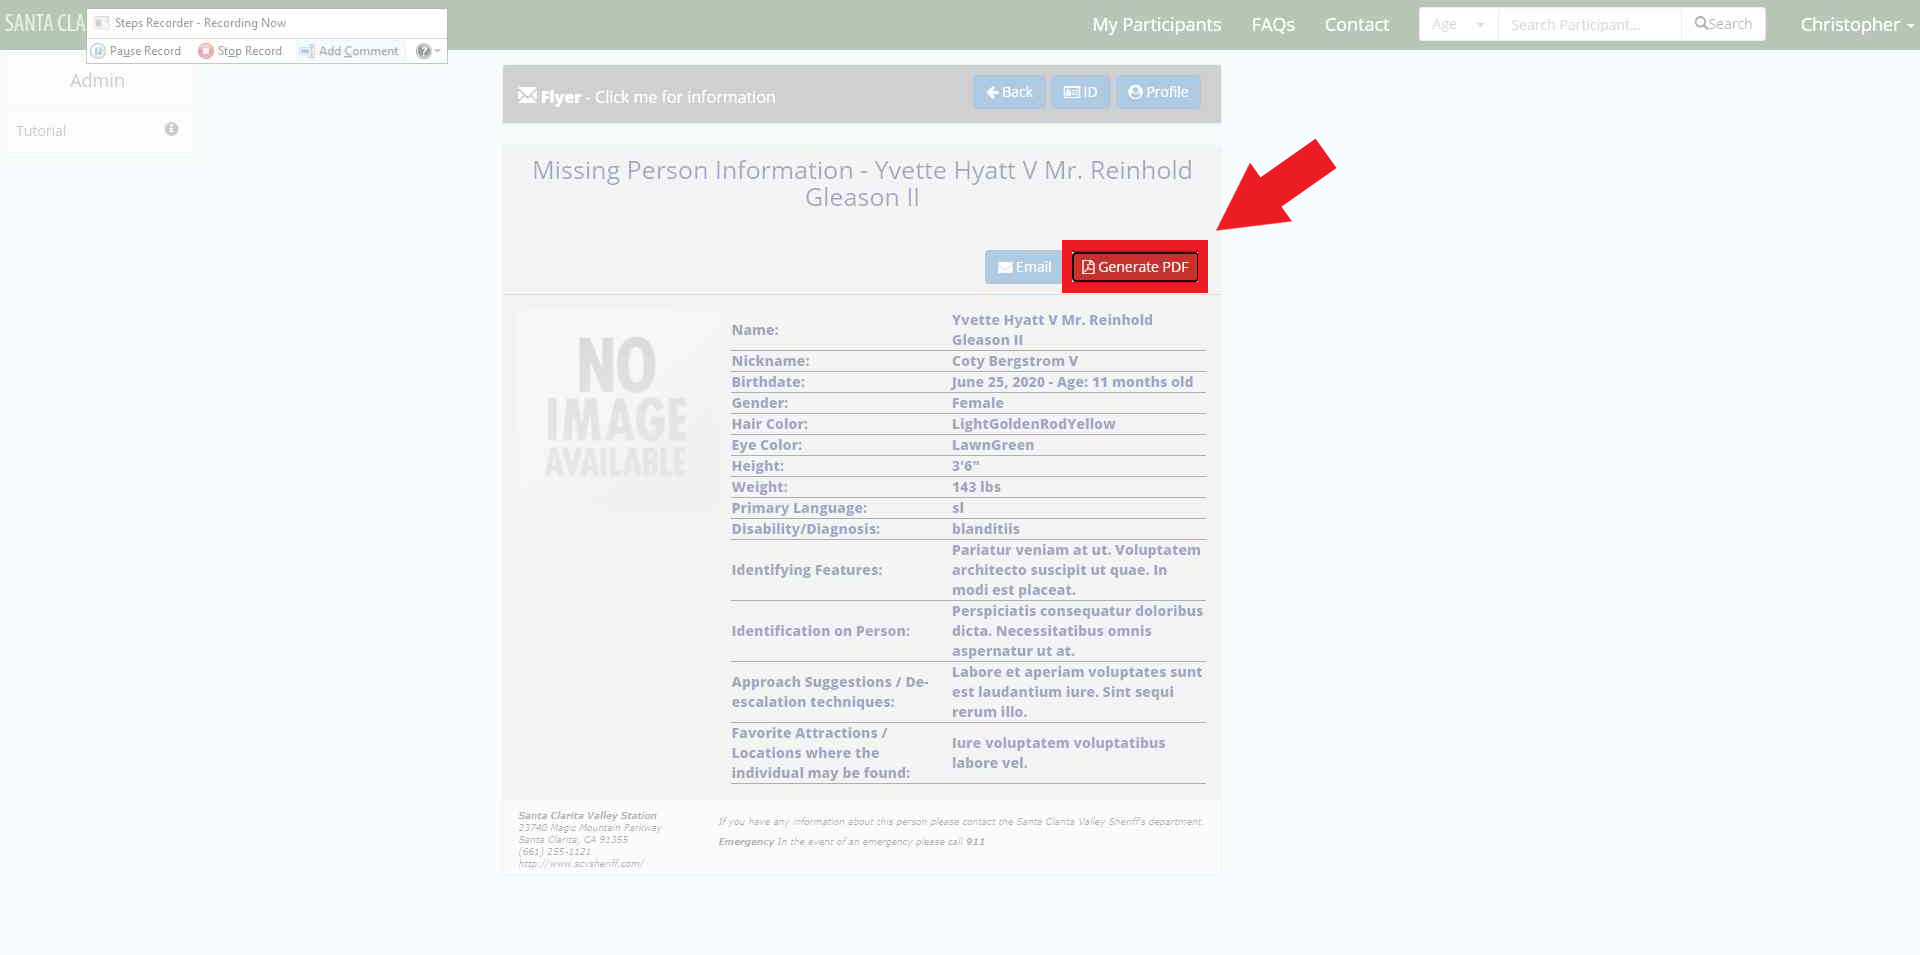 SANTA CLA
Steps Recorder - Recording Now
Pause Record Stop Record Add Comment
My Participants FAQs Contact Age Search Participant... Search Christopher
Admin
Tutorial
Flyer - Click me for information
Back ID Profile
Missing Person Information - Yvette Hyatt V Mr. Reinhold
Gleason II
Email Generate PDF
NO
IMAGE
AVAILABLE
Name: Yvette Hyatt V Mr. Reinhold
Gleason II
Nickname: Coty Bergstrom V
Birthdate: June 25, 2020 - Age: 11 months old
Gender: Female
Hair Color: LightGoldenRodYellow
Eye Color: LawnGreen
Height: 3'6"
Weight: 143 lbs
Primary Language: sl
Disability/Diagnosis: blanditiis
Identifying Features: Pariatur veniam at ut. Voluptatem
architecto suscipit ut quae. In
modi est placeat.
Identification on Person: Perspiciatis consequatur doloribus
dicta. Necessitatibus omnis
aspernatur ut at.
Approach Suggestions / De-
escalation techniques:
Labore et aperiam voluptates sunt
est laudantium iure. Sint sequi
rerum illo.
Favorite Attractions /
Locations where the
individual may be found:
Iure voluptatem voluptatibus
labore vel.
Santa Clarita Valley Station
23740 Magic Mountain Parkway
Santa Clarita, CA 91355
(661) 255-1121
http://www.scvsheriff.com/
If you have any information about this person please contact the Santa Clarita Valley Sheriff's department.
Emergency In the event of an emergency please call 911